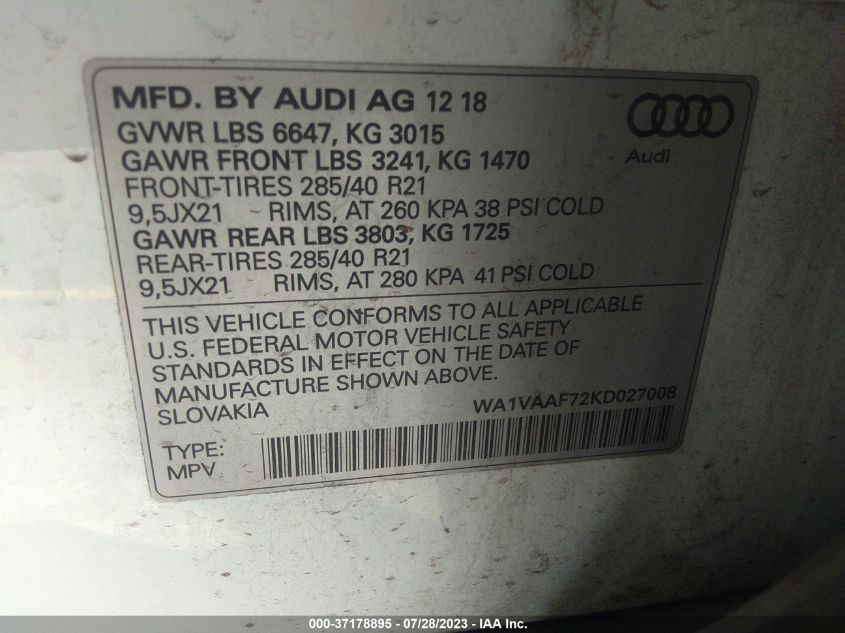 MFD. BY AUDI AG 12 18
GVWR LBS 6647, KG 3015
GAWR FRONT LBS 3241, KG 1470
FRONT-TIRES 285/40 R21
9,5JX21 RIMS, AT 260 KPA 38 PSI COLD
GAWR REAR LBS 3803, KG 1725
REAR-TIRES 285/40 R21
9,5JX21 RIMS, AT 280 KPA 41 PSI COLD
Audi
THIS VEHICLE CONFORMS TO ALL APPLICABLE
U.S. FEDERAL MOTOR VEHICLE SAFETY
STANDARDS IN EFFECT ON THE DATE OF
MANUFACTURE SHOWN ABOVE.
SLOVAKIA WA1VAAF72KD027008
TYPE:
MPV
000-37178895 - 07/28/2023 - IAA Inc.